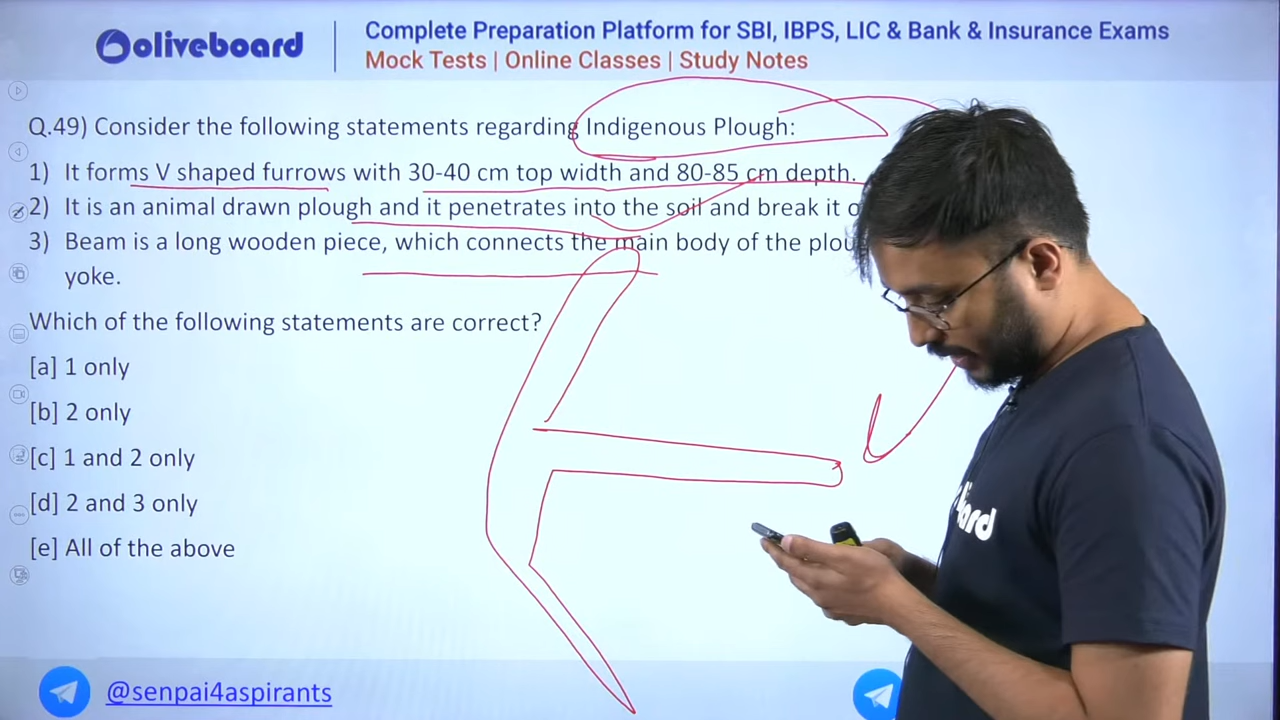 oliveboard
Complete Preparation Platform for SBI, IBPS, LIC & Bank & Insurance Exams
Mock Tests | Online Classes | Study Notes
Q.49) Consider the following statements regarding Indigenous Plough:
1) It forms V shaped furrows with 30-40 cm top width and 80-85 cm depth.
2) It is an animal drawn plough and it penetrates into the soil and break it
3) Beam is a long wooden piece, which connects the main body of the
yoke.
Which of the following statements are correct?
[a] 1 only
[b] 2 only
[c] 1 and 2 only
[d] 2 and 3 only
[e] All of the above
@senpai4aspirants